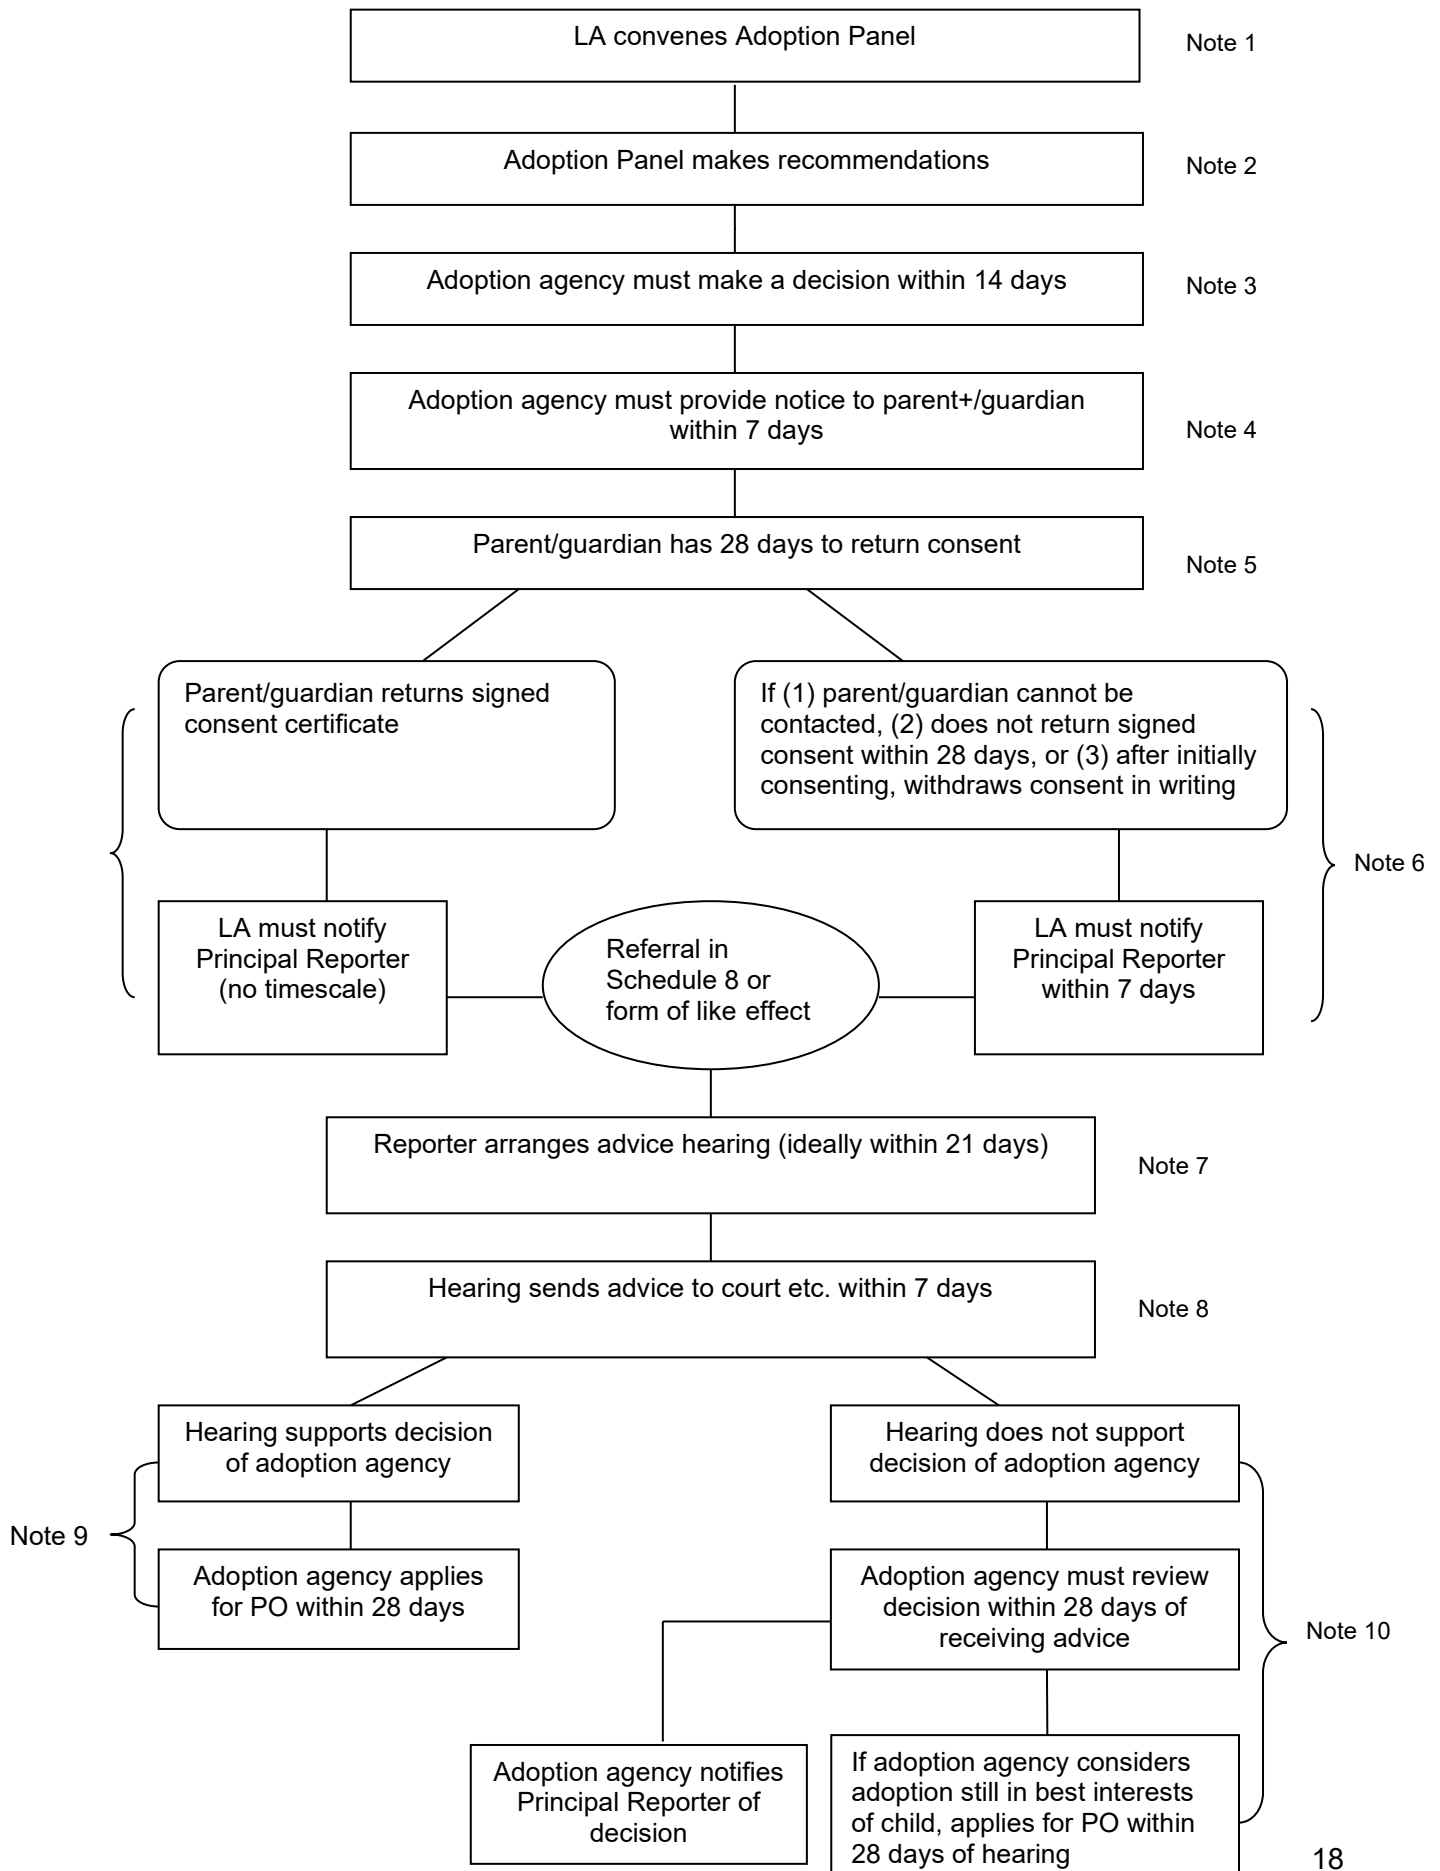 LA convenes Adoption Panel
Note 1
Adoption Panel makes recommendations
Note 2
Adoption agency must make a decision within 14 days
Note 3
Adoption agency must provide notice to parent+/guardian
within 7 days
Note 4
Parent/guardian has 28 days to return consent
Note 5
Parent/guardian returns signed
consent certificate
If (1) parent/guardian cannot be
contacted, (2) does not return signed
consent within 28 days, or (3) after initially
consenting, withdraws consent in writing
Note 6
LA must notify
Principal Reporter
(no timescale)
Referral in
Schedule 8 or
form of like effect
LA must notify
Principal Reporter
within 7 days
Reporter arranges advice hearing (ideally within 21 days)
Note 7
Hearing sends advice to court etc. within 7 days
Note 8
Hearing supports decision
of adoption agency
Hearing does not support
decision of adoption agency
Note 9
Adoption agency applies
for PO within 28 days
Adoption agency must review
decision within 28 days of
receiving advice
Note 10
Adoption agency notifies
Principal Reporter of
decision
If adoption agency considers
adoption still in best interests
of child, applies for PO within
28 days of hearing
18